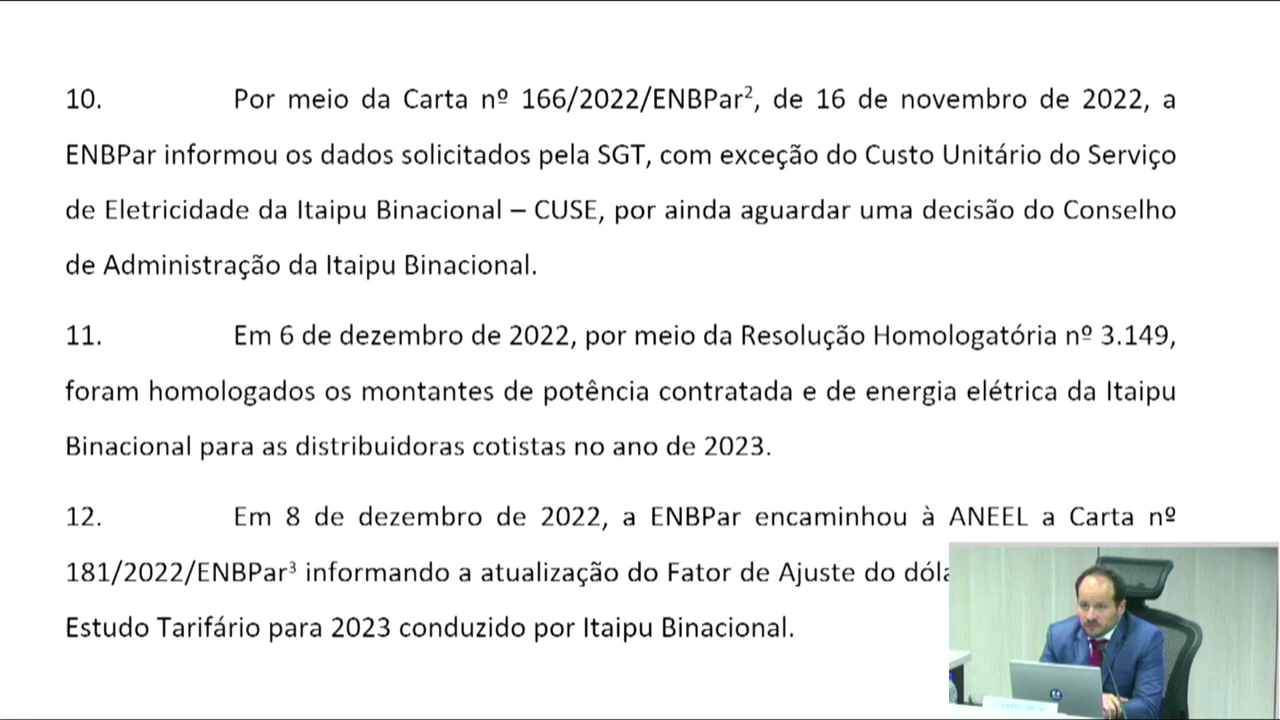 10. Por meio da Carta nº 166/2022/ENBPar², de 16 de novembro de 2022, a
ENBPar informou os dados solicitados pela SGT, com exceção do Custo Unitário do Serviço
de Eletricidade da Itaipu Binacional – CUSE, por ainda aguardar uma decisão do Conselho
de Administração da Itaipu Binacional.
11. Em 6 de dezembro de 2022, por meio da Resolução Homologatória nº 3.149,
foram homologados os montantes de potência contratada e de energia elétrica da Itaipu
Binacional para as distribuidoras cotistas no ano de 2023.
12. Em 8 de dezembro de 2022, a ENBPar encaminhou à ANEEL a Carta nº
181/2022/ENBPar³ informando a atualização do Fator de Ajuste do
Estudo Tarifário para 2023 conduzido por Itaipu Binacional.